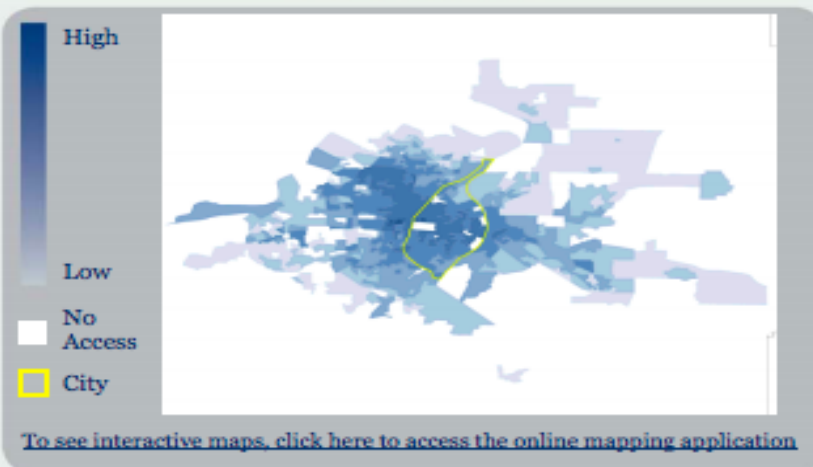 High
Low
No
Access
City
To see interactive maps, click here to access the online mapping application